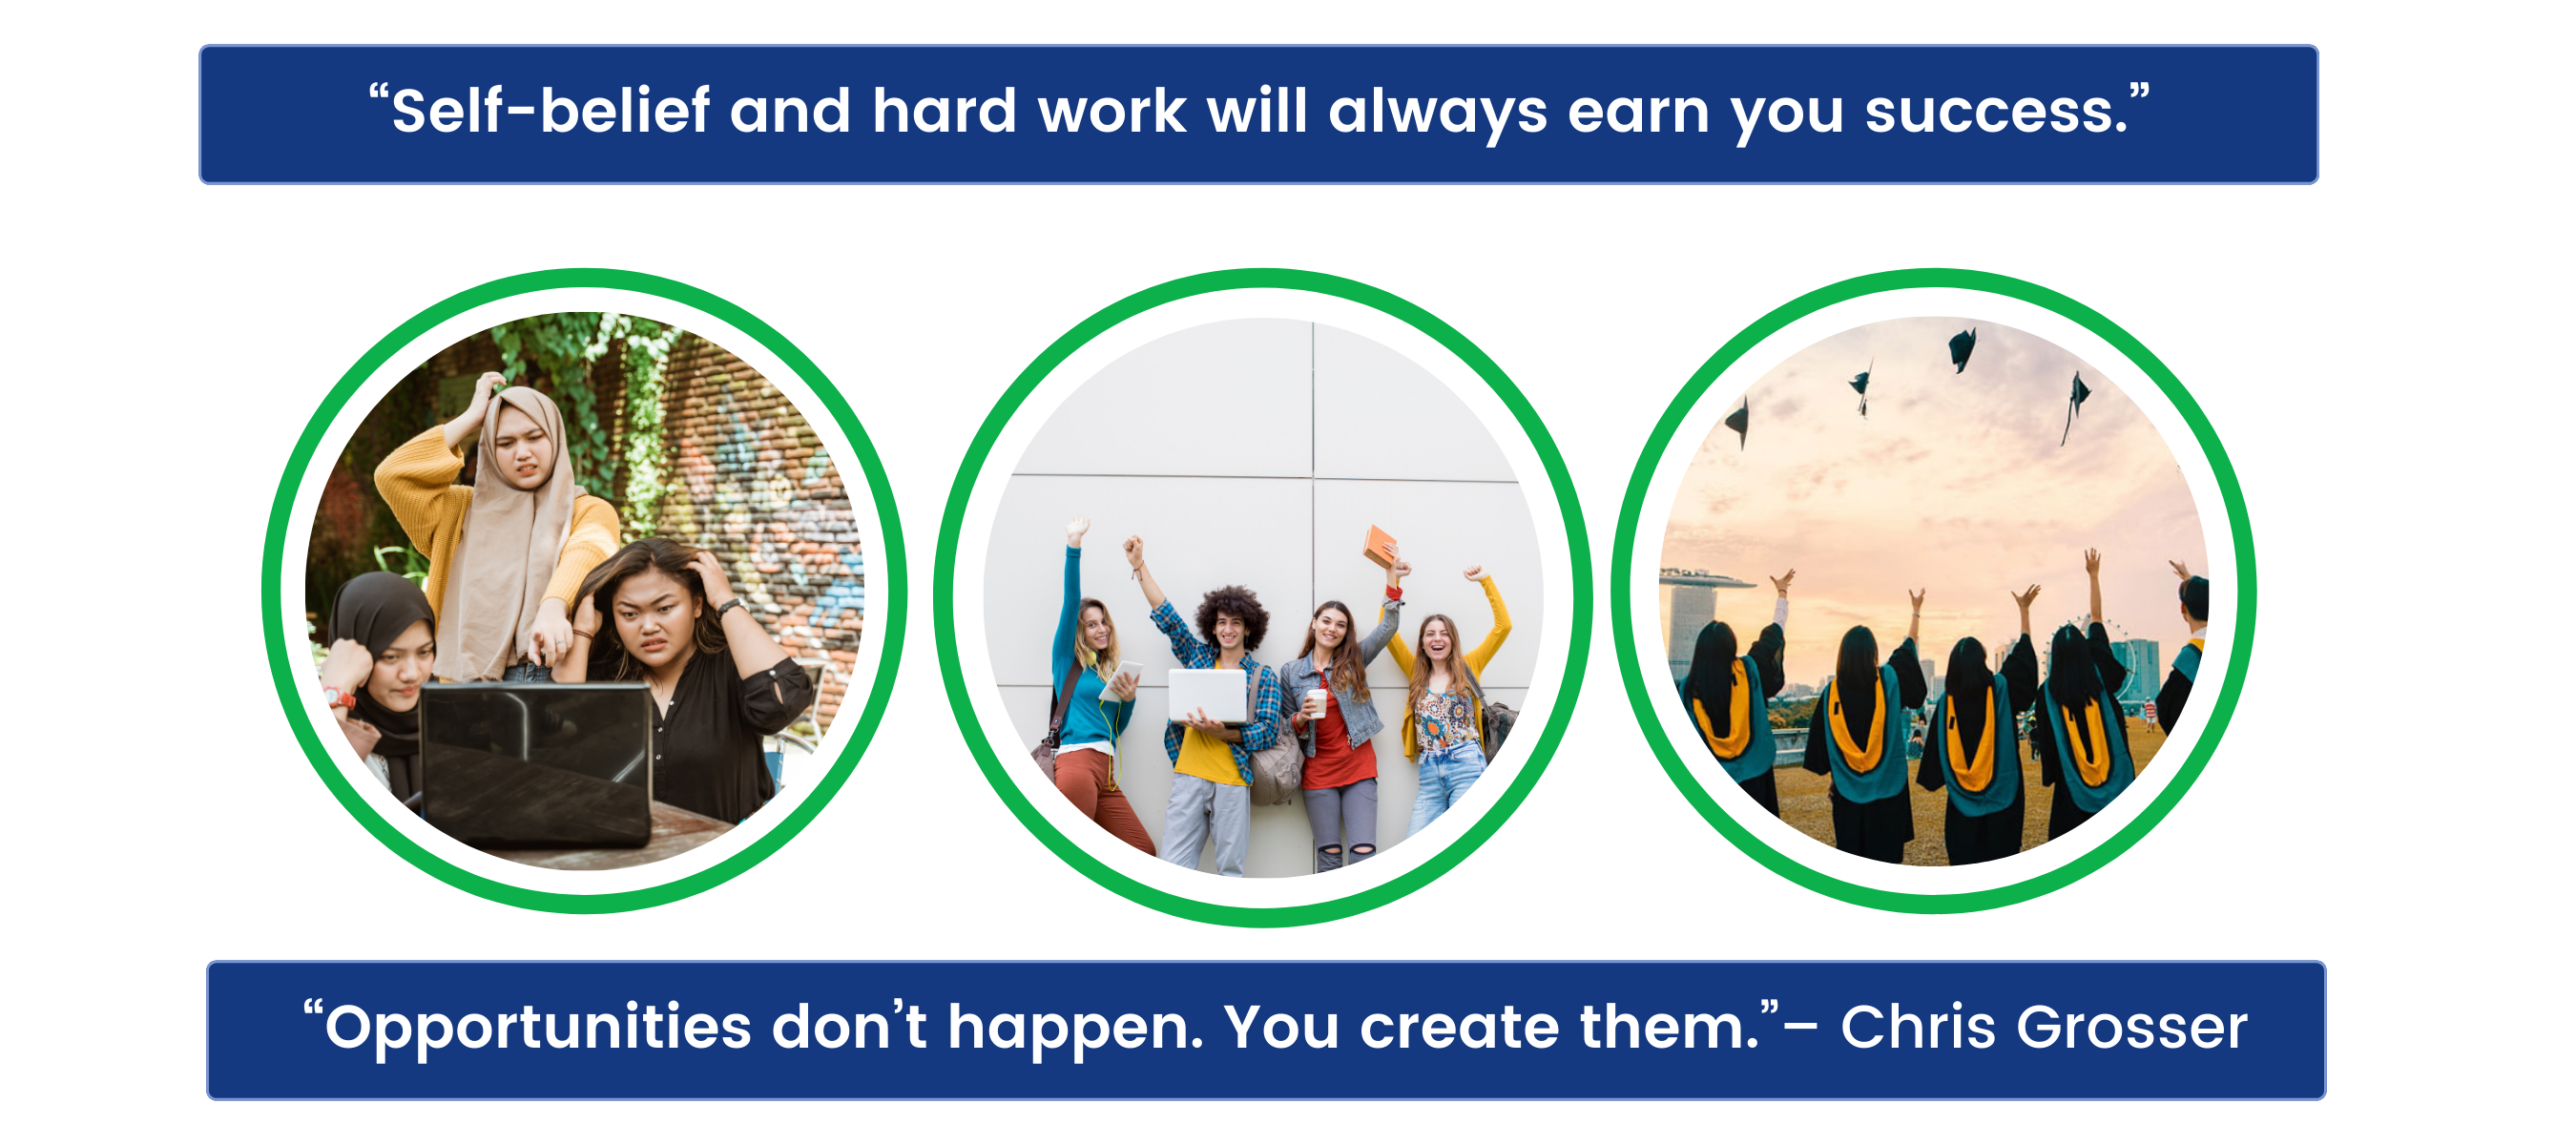 “Self-belief and hard work will always earn you success.”
“Opportunities don’t happen. You create them.”– Chris Grosser